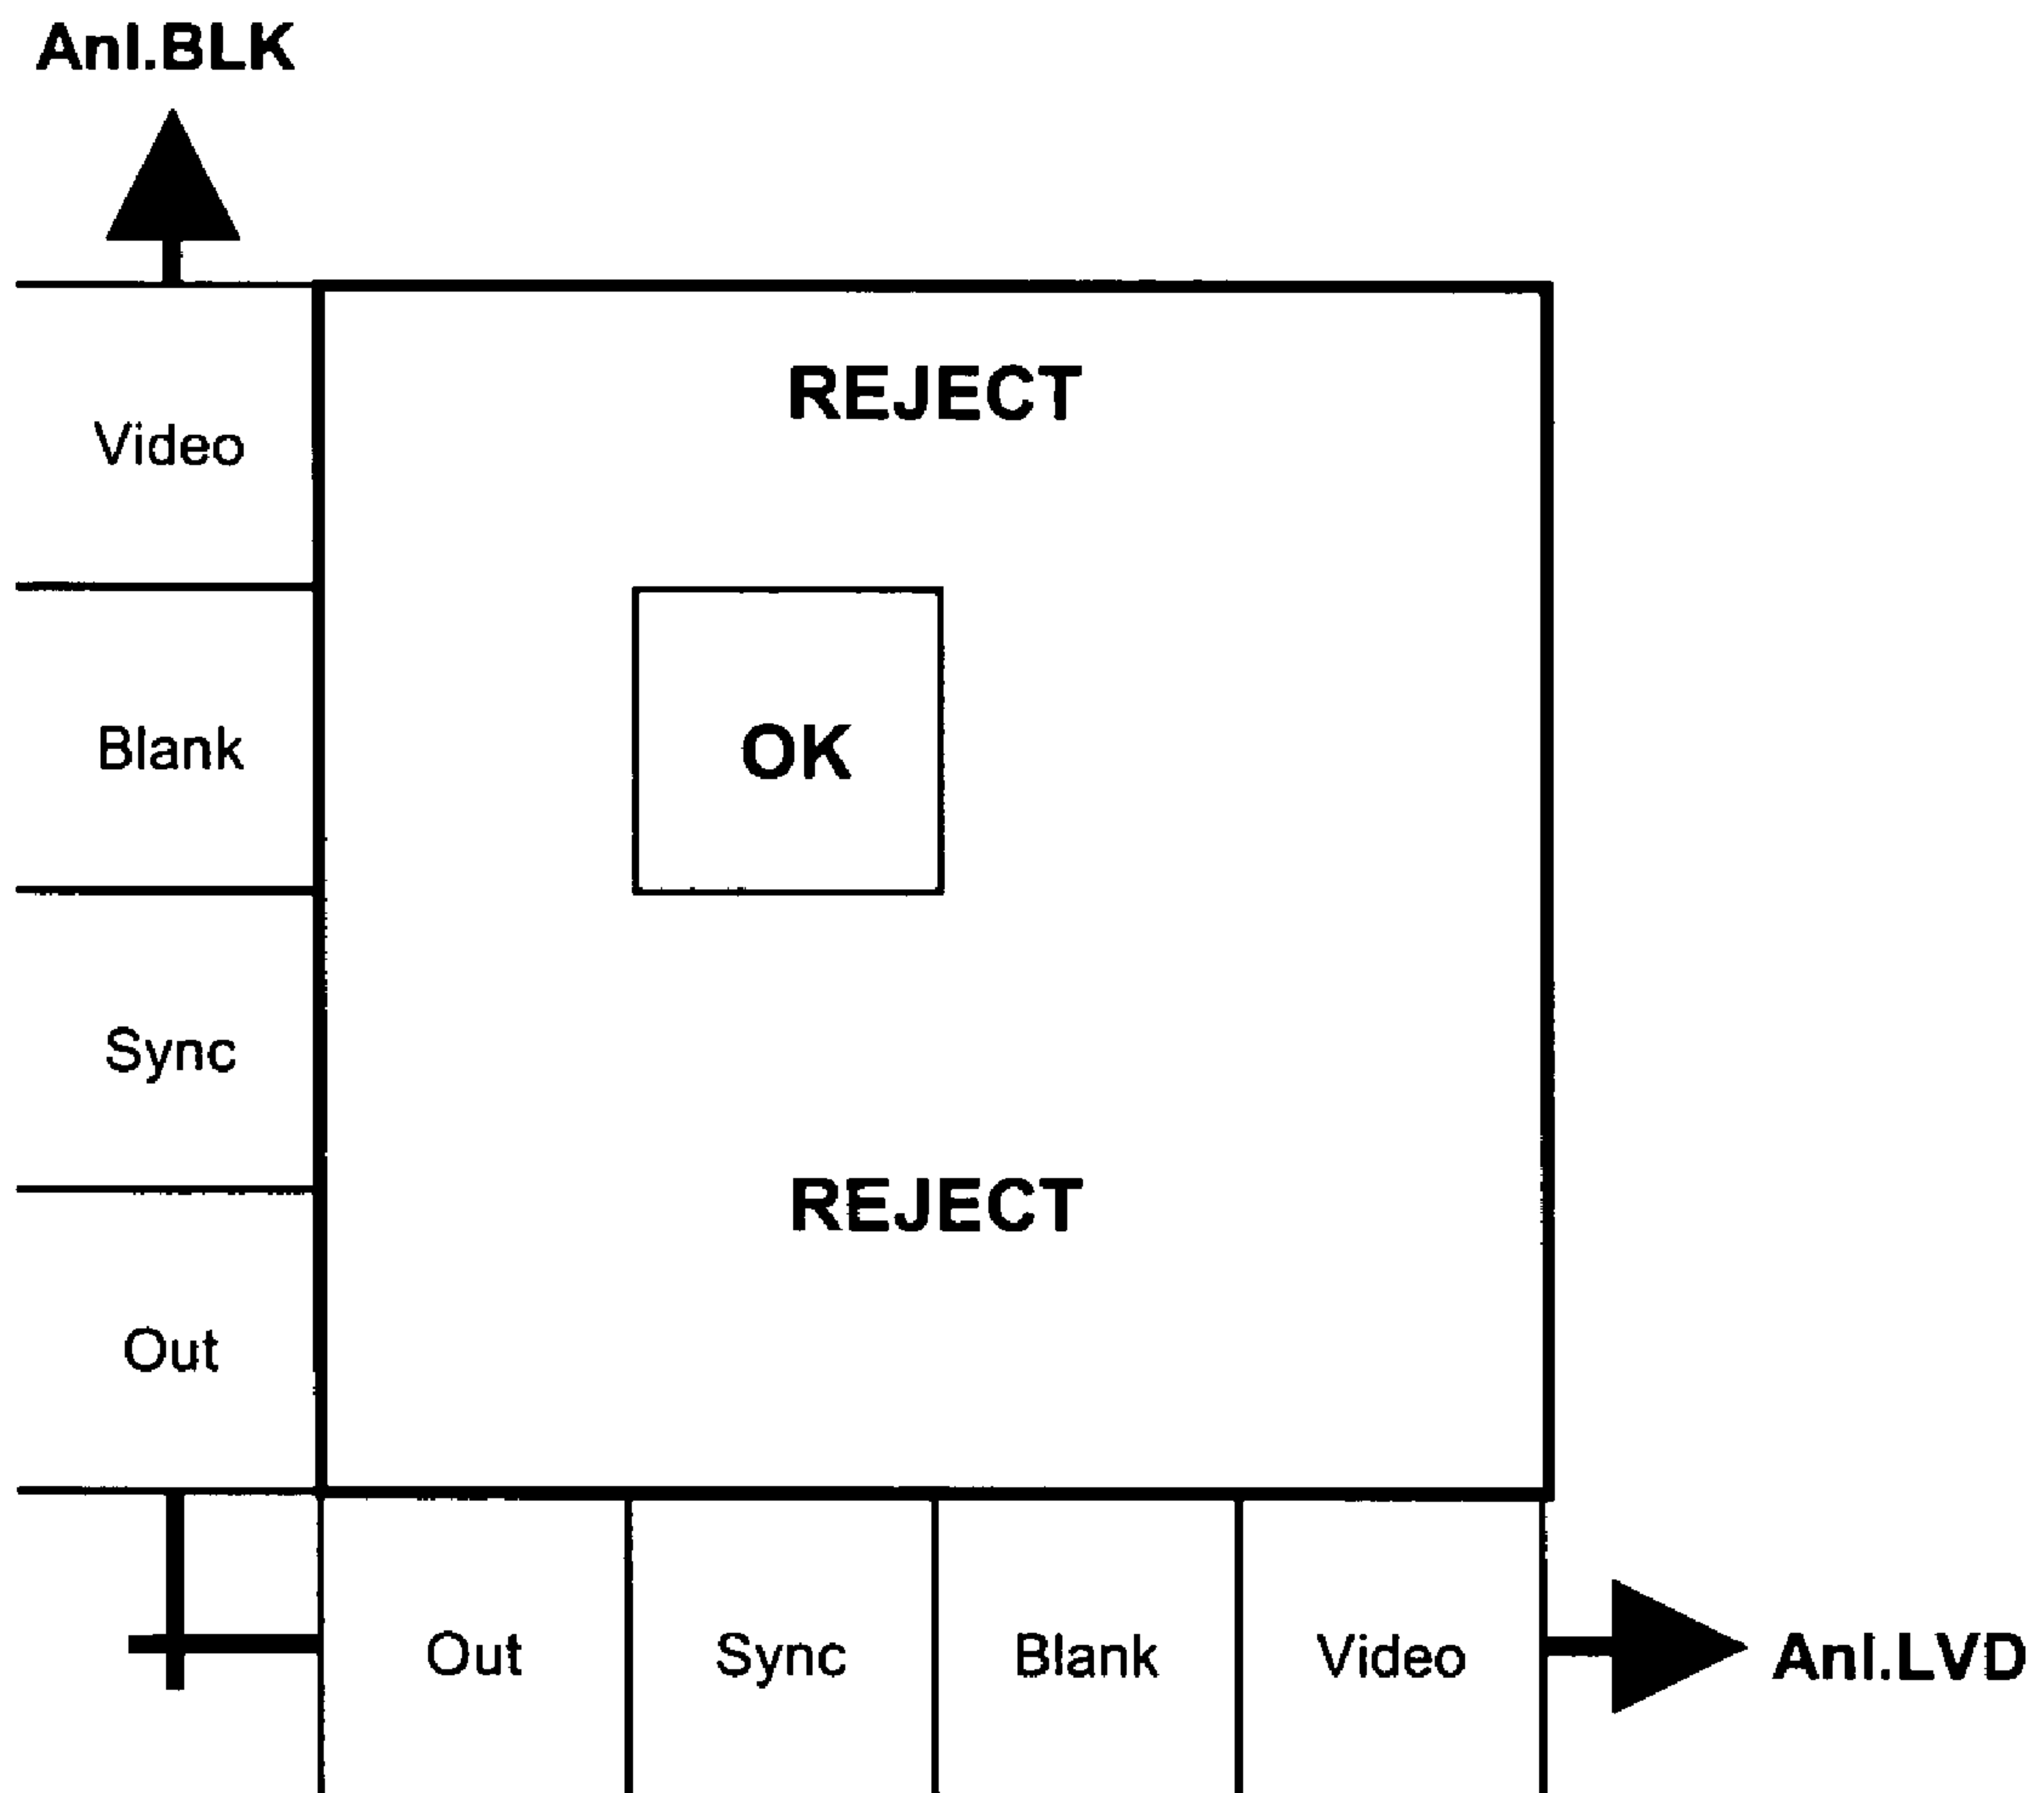 Anl.BLK
REJECT
Video
OK
Blank
Sync
REJECT
Out
Out Sync Blank Video Anl.LVD